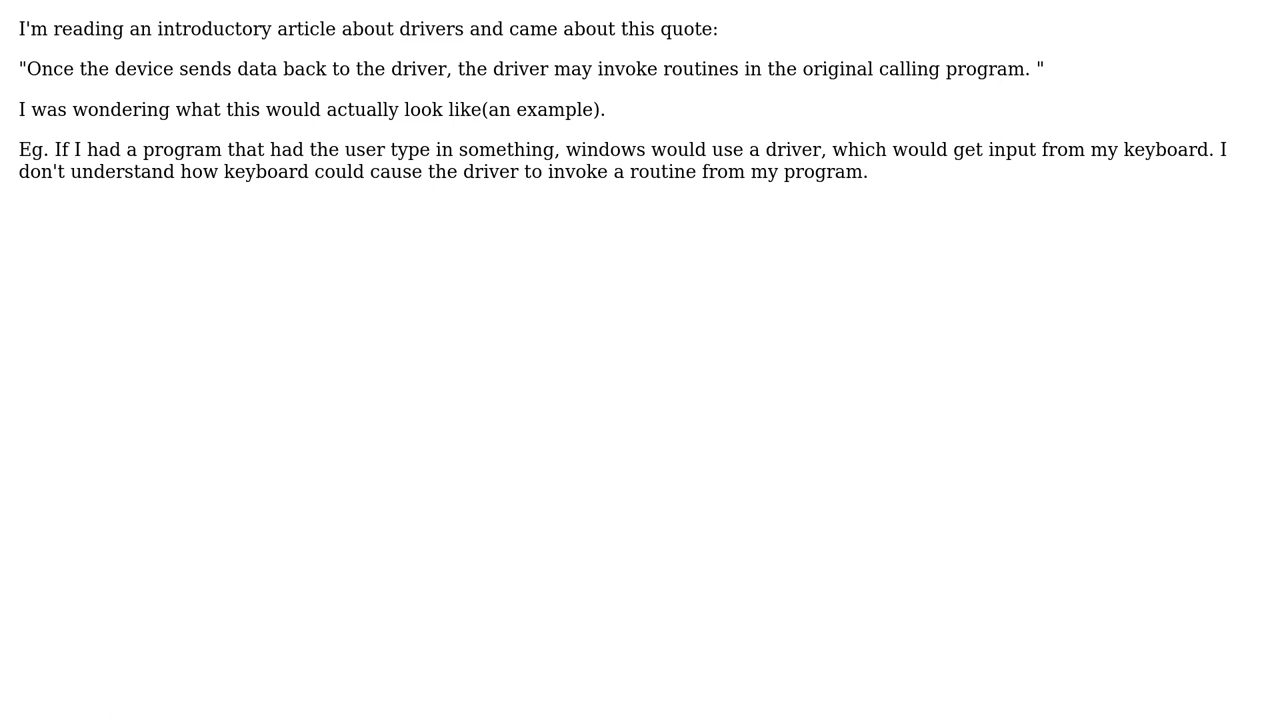 I'm reading an introductory article about drivers and came about this quote:
"Once the device sends data back to the driver, the driver may invoke routines in the original calling program. "
I was wondering what this would actually look like(an example).
Eg. If I had a program that had the user type in something, windows would use a driver, which would get input from my keyboard. I
don't understand how keyboard could cause the driver to invoke a routine from my program.